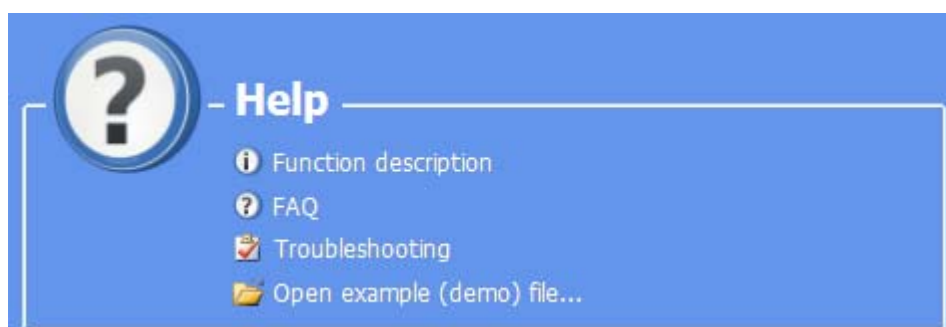 Help
Function description
FAQ
Troubleshooting
Open example (demo) file...